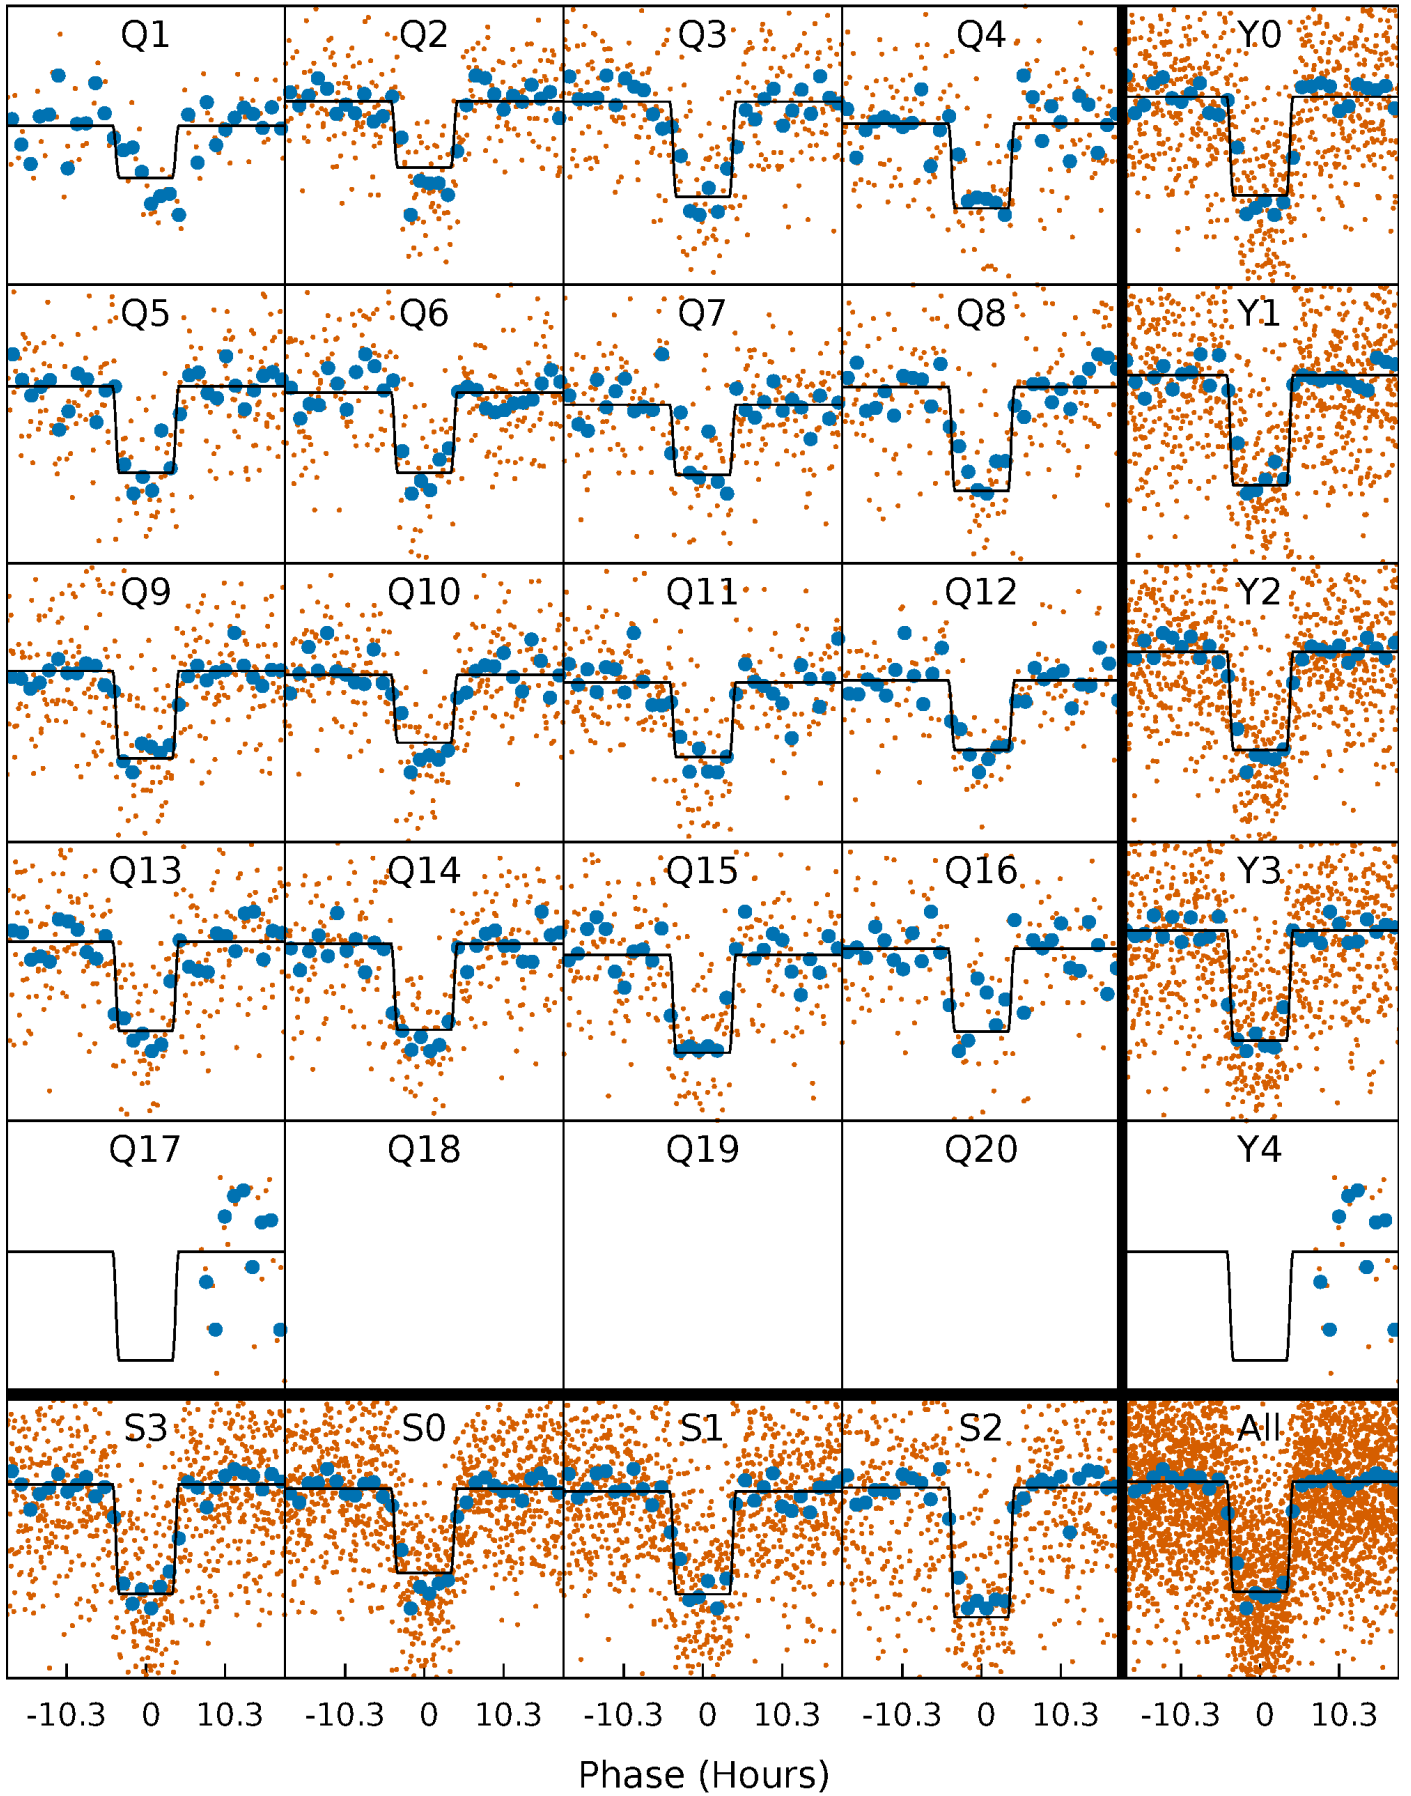 Q1 Q2 Q3 Q4 Y0
Q5 Q6 Q7 Q8 Y1
Q9 Q10 Q11 Q12 Y2
Q13 Q14 Q15 Q16 Y3
Q17 Q18 Q19 Q20 Y4
S3 S0 S1 S2 All
-10.3 0 10.3 -10.3 0 10.3 -10.3 0 10.3 -10.3 0 10.3 -10.3 0 10.3
Phase (Hours)